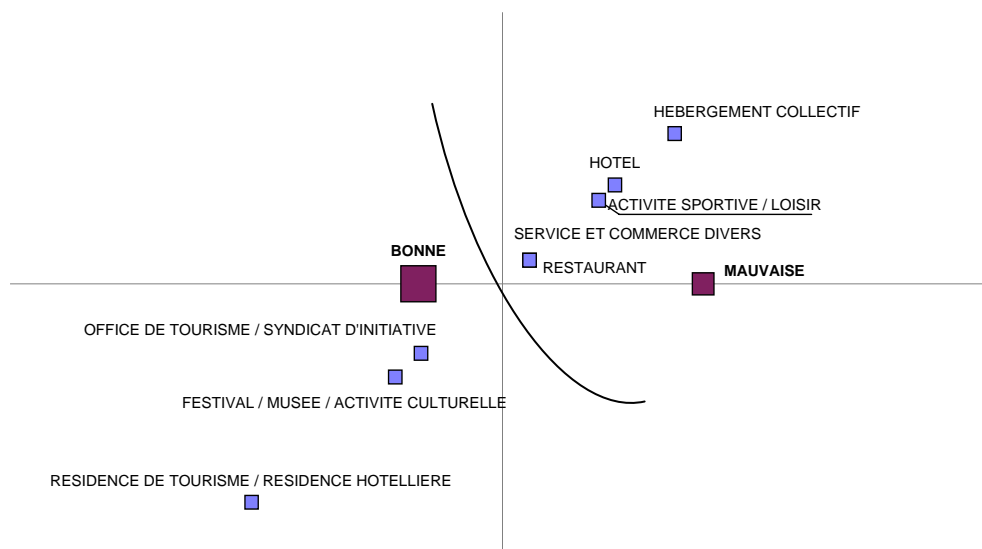 HEBERGEMENT COLLECTIF
HOTEL
ACTIVITE SPORTIVE / LOISIR
SERVICE ET COMMERCE DIVERS
BONNE
RESTAURANT
MAUVAISE
OFFICE DE TOURISME / SYNDICAT D'INITIATIVE
FESTIVAL / MUSEE / ACTIVITE CULTURELLE
RESIDENCE DE TOURISME / RESIDENCE HOTELLIERE